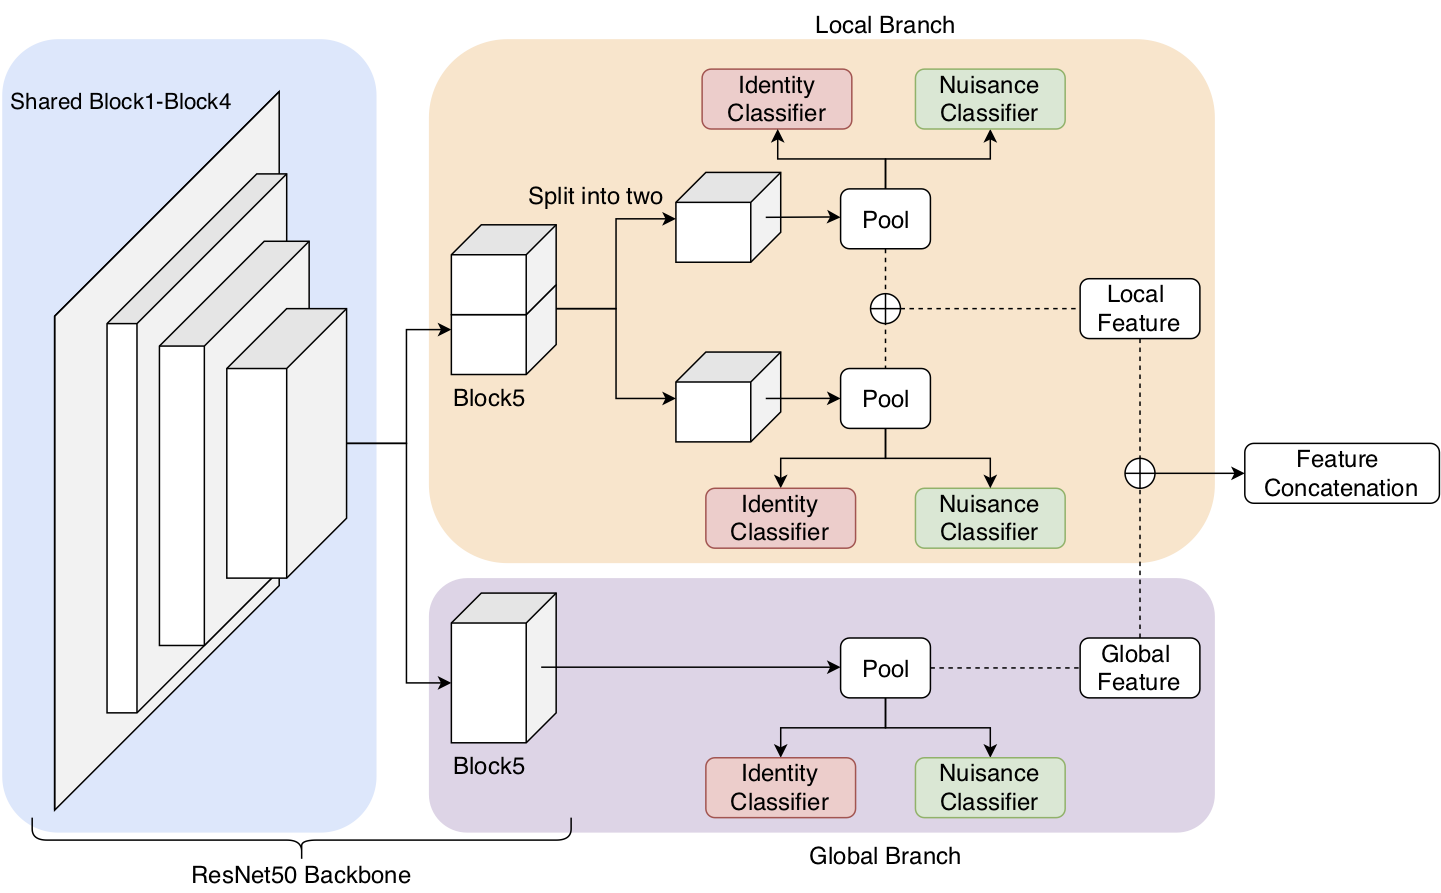 Local Branch
Shared Block1-Block4
Identity
Classifier
Nuisance
Classifier
Split into two
Pool
Local
Feature
Block5
Pool
Feature
Concatenation
Identity
Classifier
Nuisance
Classifier
Pool
Global
Feature
Block5
Identity
Classifier
Nuisance
Classifier
Global Branch
ResNet50 Backbone